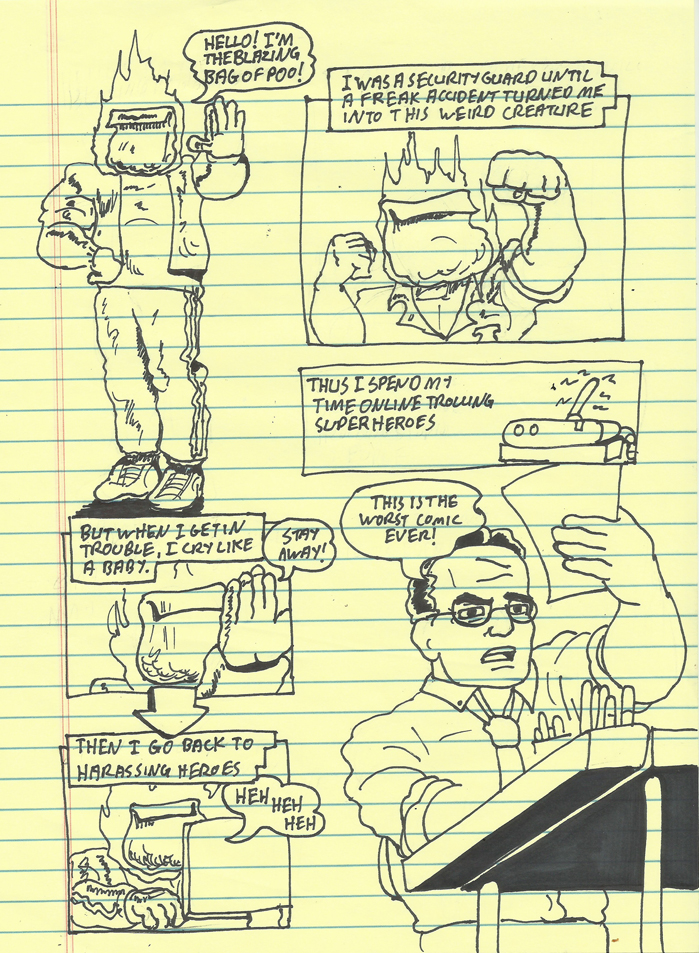 HELLO! I'M
THE BLAZING
BAG OF POO!
I WAS A SECURITY GUARD UNTIL
A FREAK ACCIDENT TURNED ME
INTO THIS WEIRD CREATURE
THUS I SPEND MY
TIME ONLINE TROLLING
SUPERHEROES
BUT WHEN I GET IN
TROUBLE, I CRY LIKE
A BABY.
STAY
AWAY!
THEN I GO BACK TO
HARASSING HEROES
HEH
HEH
HEH
THIS IS THE
WORST COMIC
EVER!